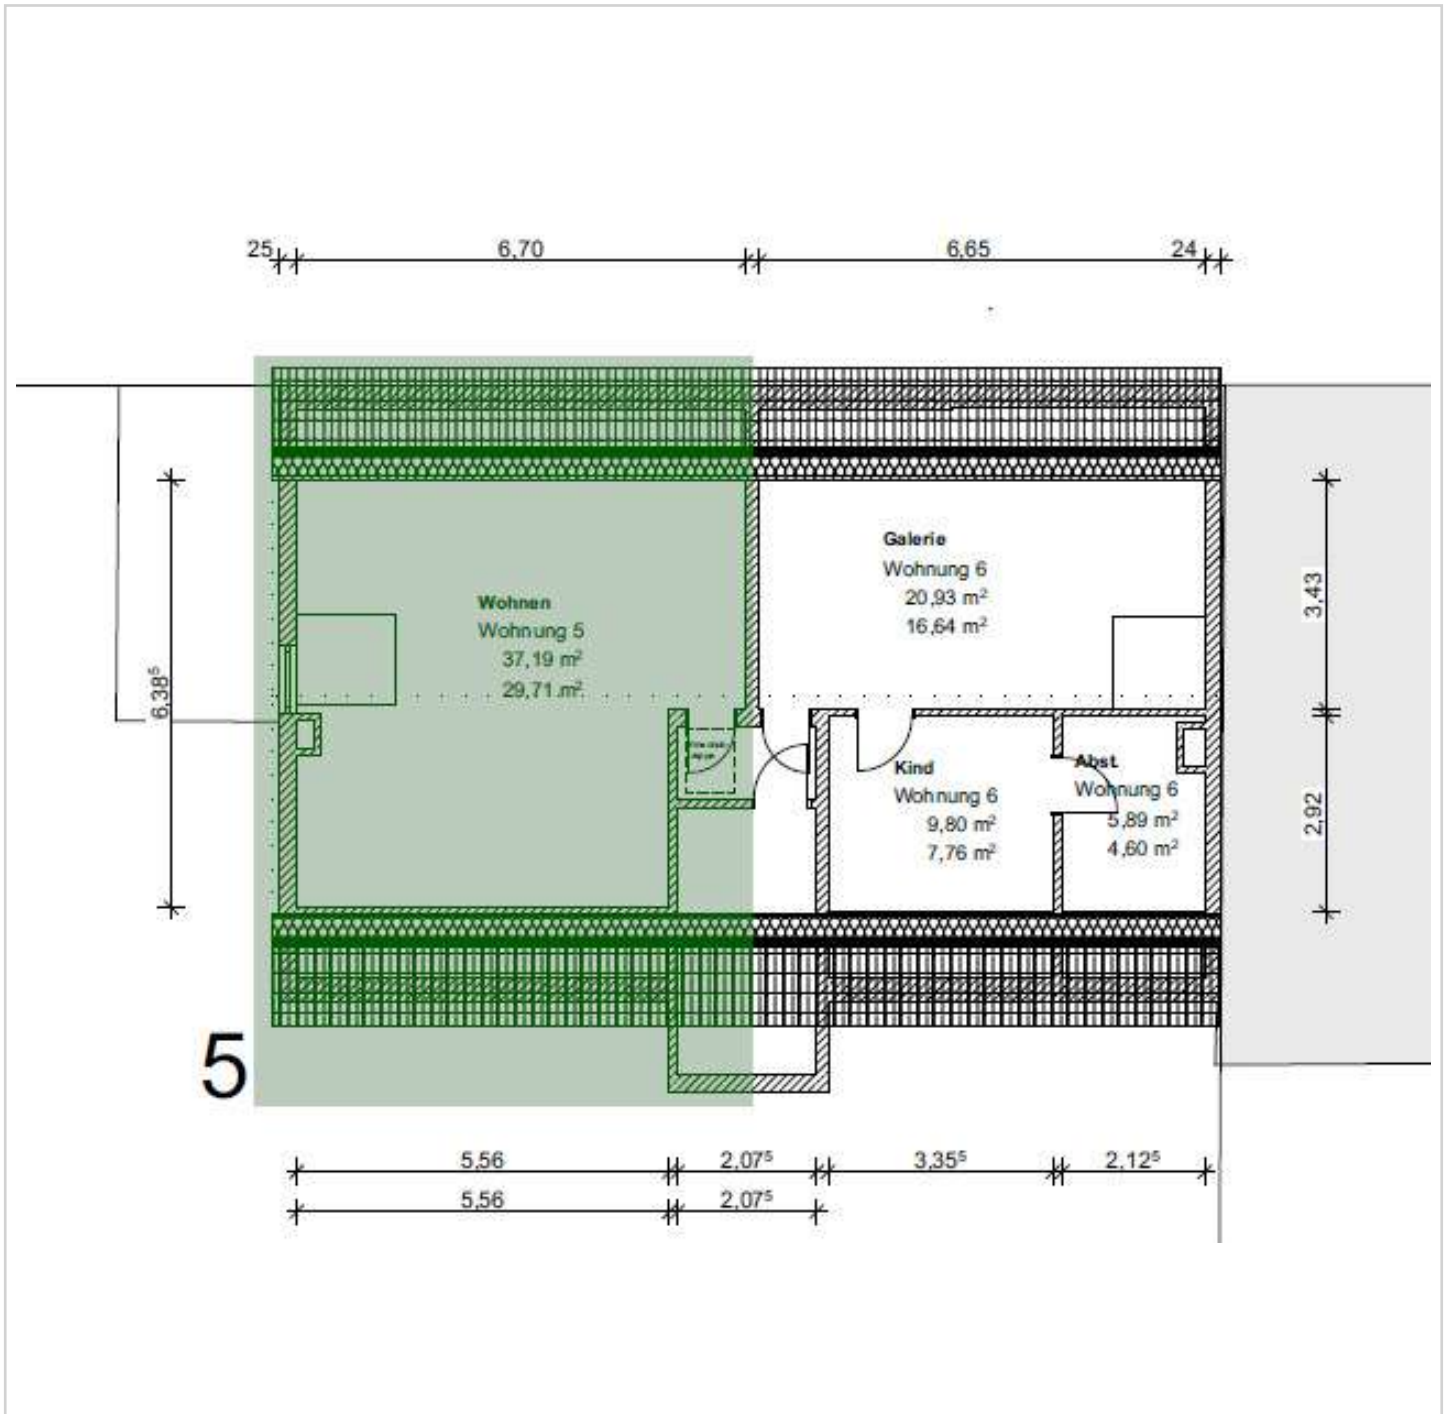 25
6,70
6,65
24
Galerie
Wohnung 6
20,93 m²
16,64 m²
3,43
Wohnen
Wohnung 5
37,19 m²
29,71 m²
6,38⁵
Kind
Wohnung 6
9,80 m²
7,76 m²
Abst.
Wohnung 6
5,89 m²
4,60 m²
2,92
5
5,56
2,07⁵
3,35⁵
2,12⁵
5,56
2,07⁵